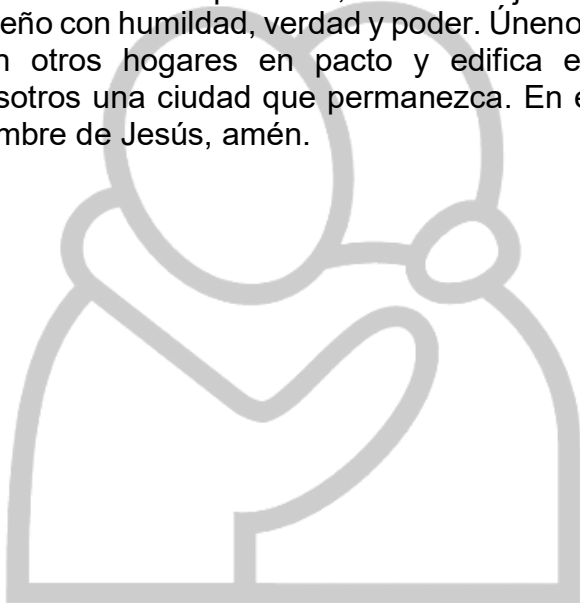 eño con humildad, verdad y poder. Úneno
n otros hogares en pacto y edifica e
sotros una ciudad que permanezca. En e
mbre de Jesús, amén.